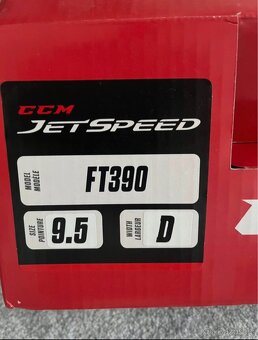 CCM
JETSPEED
MODEL
MODÈLE
FT390
SIZE
POINTURE
9.5
WIDTH
LARGEUR
D